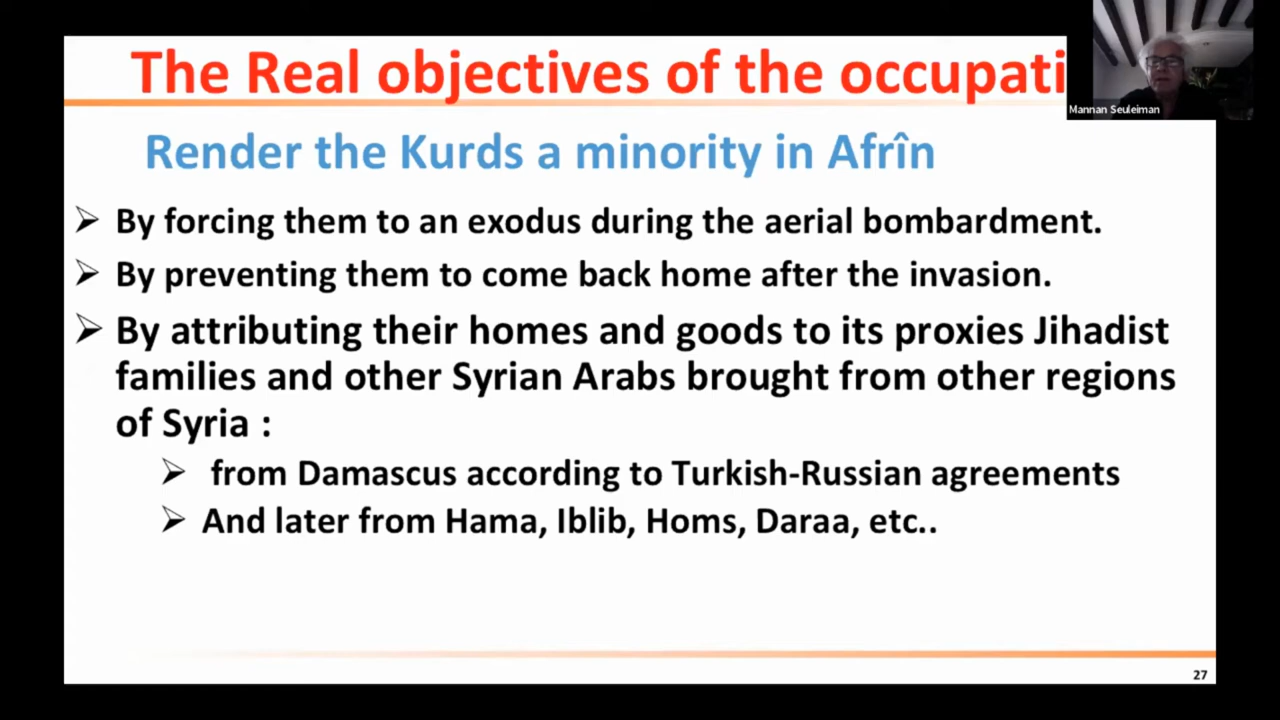 The Real objectives of the occupati
Mannan Seuleiman
Render the Kurds a minority in Afrîn
➢ By forcing them to an exodus during the aerial bombardment.
➢ By preventing them to come back home after the invasion.
➢ By attributing their homes and goods to its proxies Jihadist
families and other Syrian Arabs brought from other regions
of Syria :
➢ from Damascus according to Turkish-Russian agreements
➢ And later from Hama, Iblib, Homs, Daraa, etc..
27